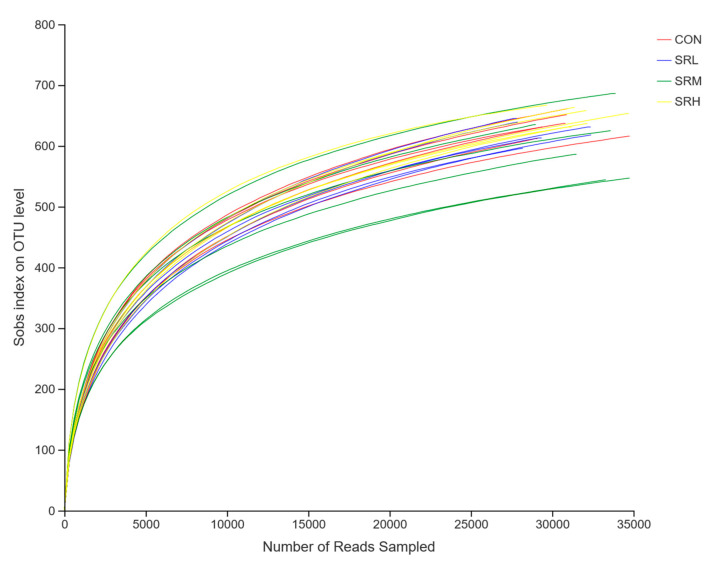 800
700
600
500
400
300
200
100
0
Sobs index on OTU level
0 5000 10000 15000 20000 25000 30000 35000
Number of Reads Sampled
CON
SRL
SRM
SRH